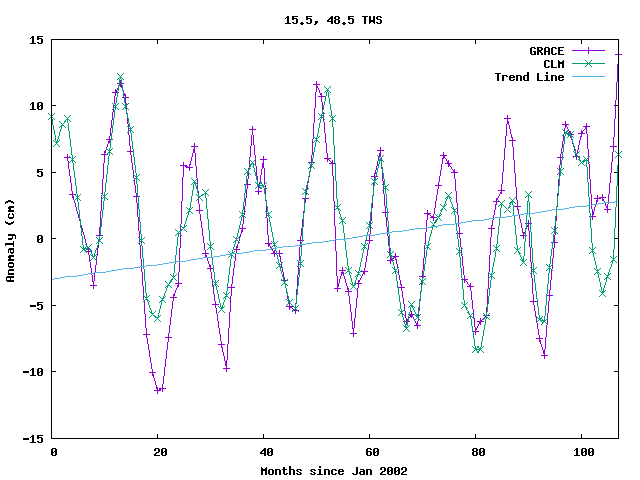 15.5, 48.5 TWS
GRACE
CLM
Trend Line
15
10
5
0
-5
-10
-15
Anomaly (cm)
0 20 40 60 80 100
Months since Jan 2002